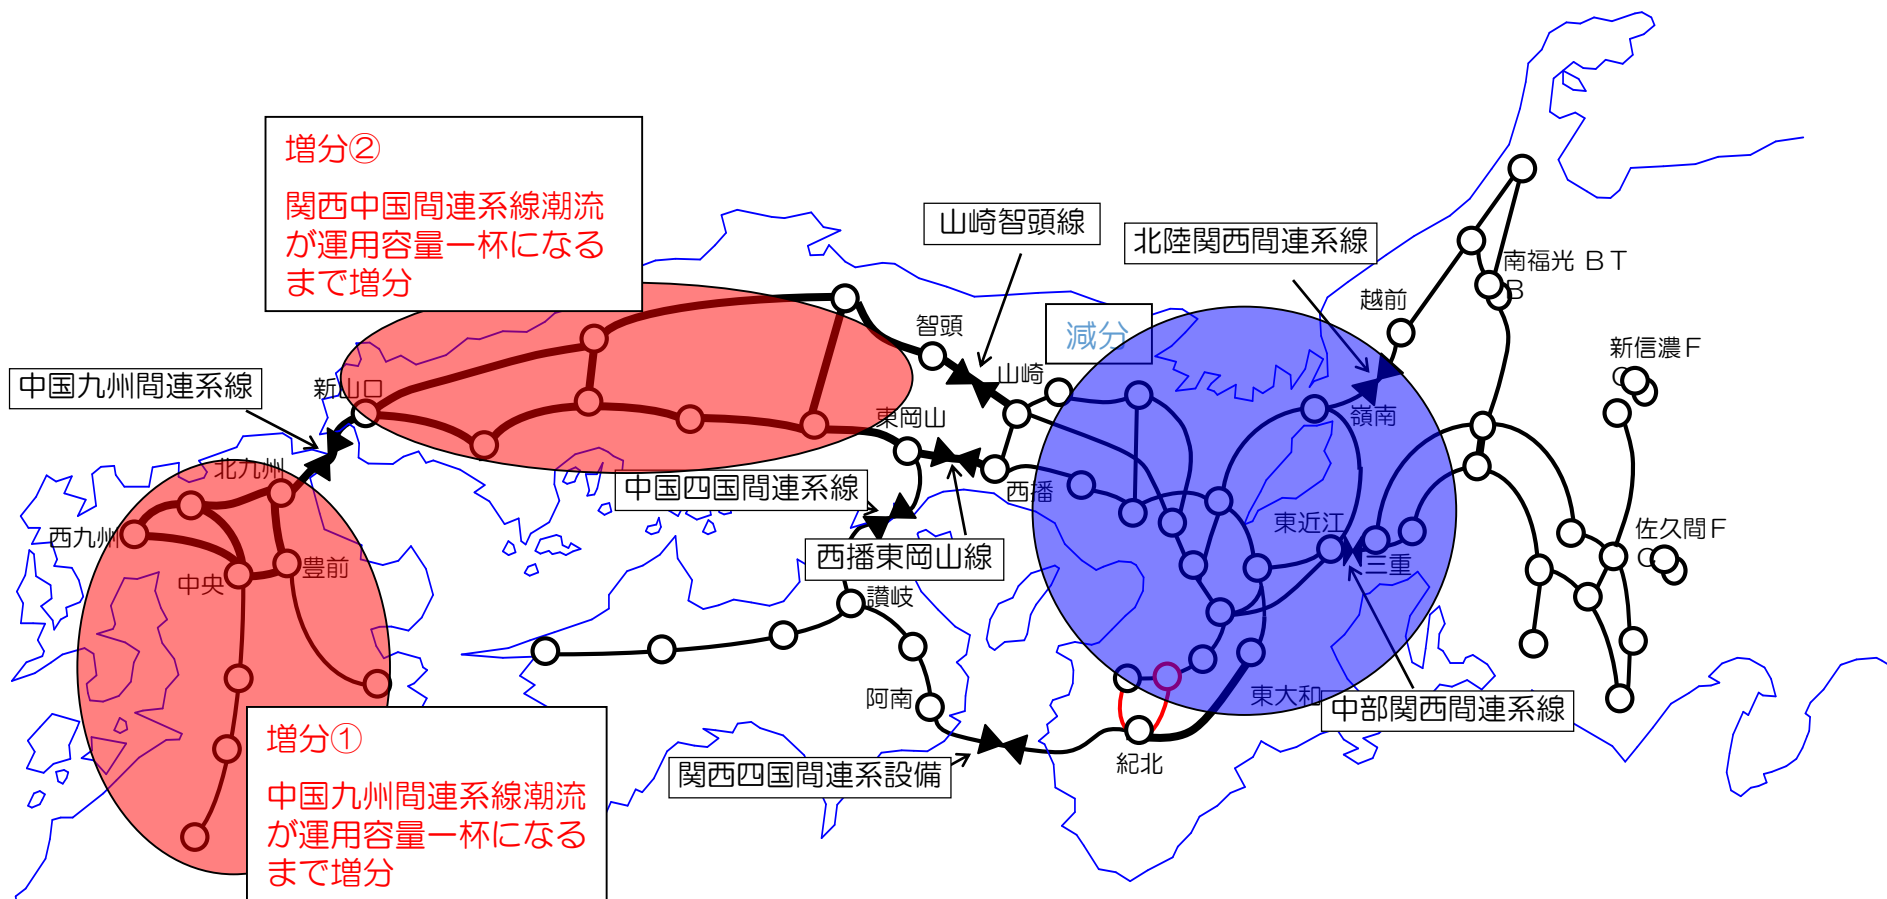 増分②
関西中国間連系線潮流
が運用容量一杯になる
まで増分
山崎智頭線
北陸関西間連系線
南福光 ＢＴ
Ｂ
越前
減分
智頭
山崎
新信濃Ｆ
Ｃ
中国九州間連系線
新山口
東岡山
嶺南
北九州
中国四国間連系線
西播
東近江
佐久間Ｆ
Ｃ
西九州
西播東岡山線
三重
中央
豊前
讃岐
阿南
東大和
中部関西間連系線
紀北
関西四国間連系設備
増分①
中国九州間連系線潮流
が運用容量一杯になる
まで増分